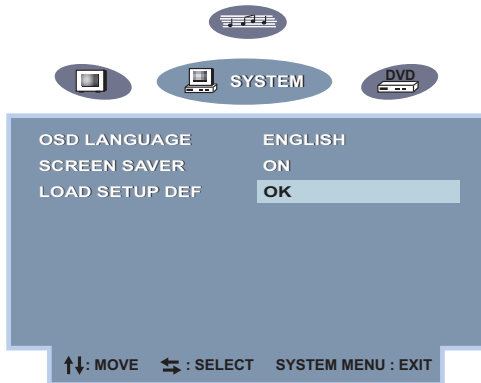 SYSTEM
DVD
OSD LANGUAGE ENGLISH
SCREEN SAVER ON
LOAD SETUP DEF OK
: MOVE : SELECT SYSTEM MENU : EXIT